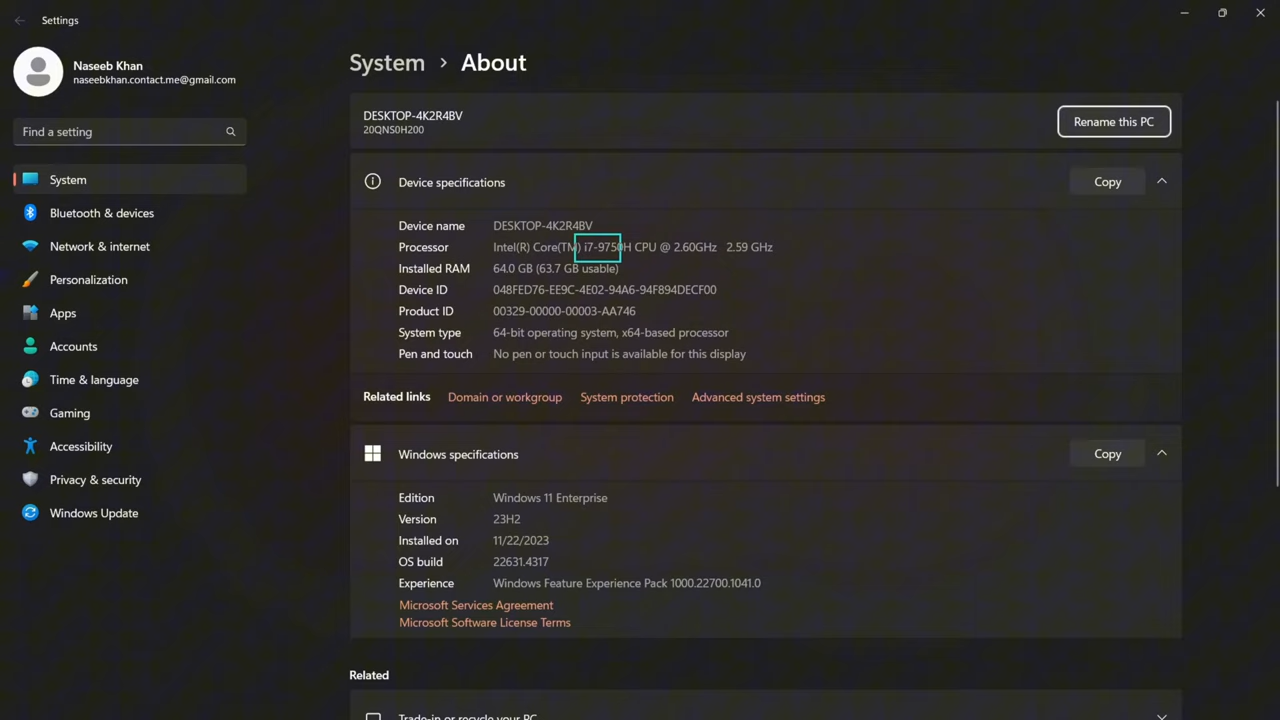 Settings
Naseeb Khan
naseebkhan.contact.me@gmail.com
Find a setting
System
Bluetooth & devices
Network & internet
Personalization
Apps
Accounts
Time & language
Gaming
Accessibility
Privacy & security
Windows Update
System > About
DESKTOP-4K2R4BV
20QNS0H200
Rename this PC
Device specifications
Copy
Device name DESKTOP-4K2R4BV
Processor Intel(R) Core(TM) i7-9750H CPU @ 2.60GHz 2.59 GHz
Installed RAM 64.0 GB (63.7 GB usable)
Device ID 048FED76-EE9C-4E02-94A6-94F894DECF00
Product ID 00329-00000-00003-AA746
System type 64-bit operating system, x64-based processor
Pen and touch No pen or touch input is available for this display
Related links Domain or workgroup System protection Advanced system settings
Windows specifications
Copy
Edition Windows 11 Enterprise
Version 23H2
Installed on 11/22/2023
OS build 22631.4317
Experience Windows Feature Experience Pack 1000.22700.1041.0
Microsoft Services Agreement
Microsoft Software License Terms
Related
Trade-in or recycle your PC